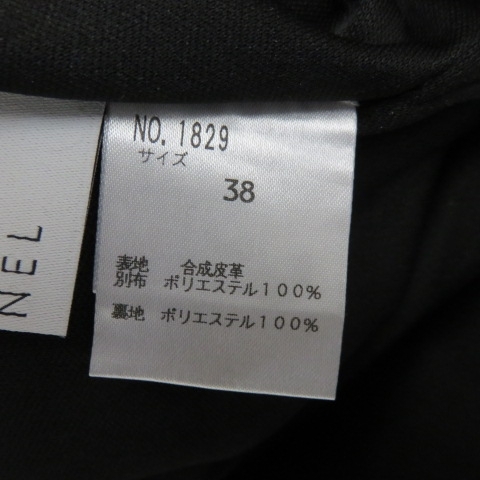 NO. 1829
サイズ
38
表地 合成皮革
別布 ポリエステル100%
裏地 ポリエステル100%
NEL